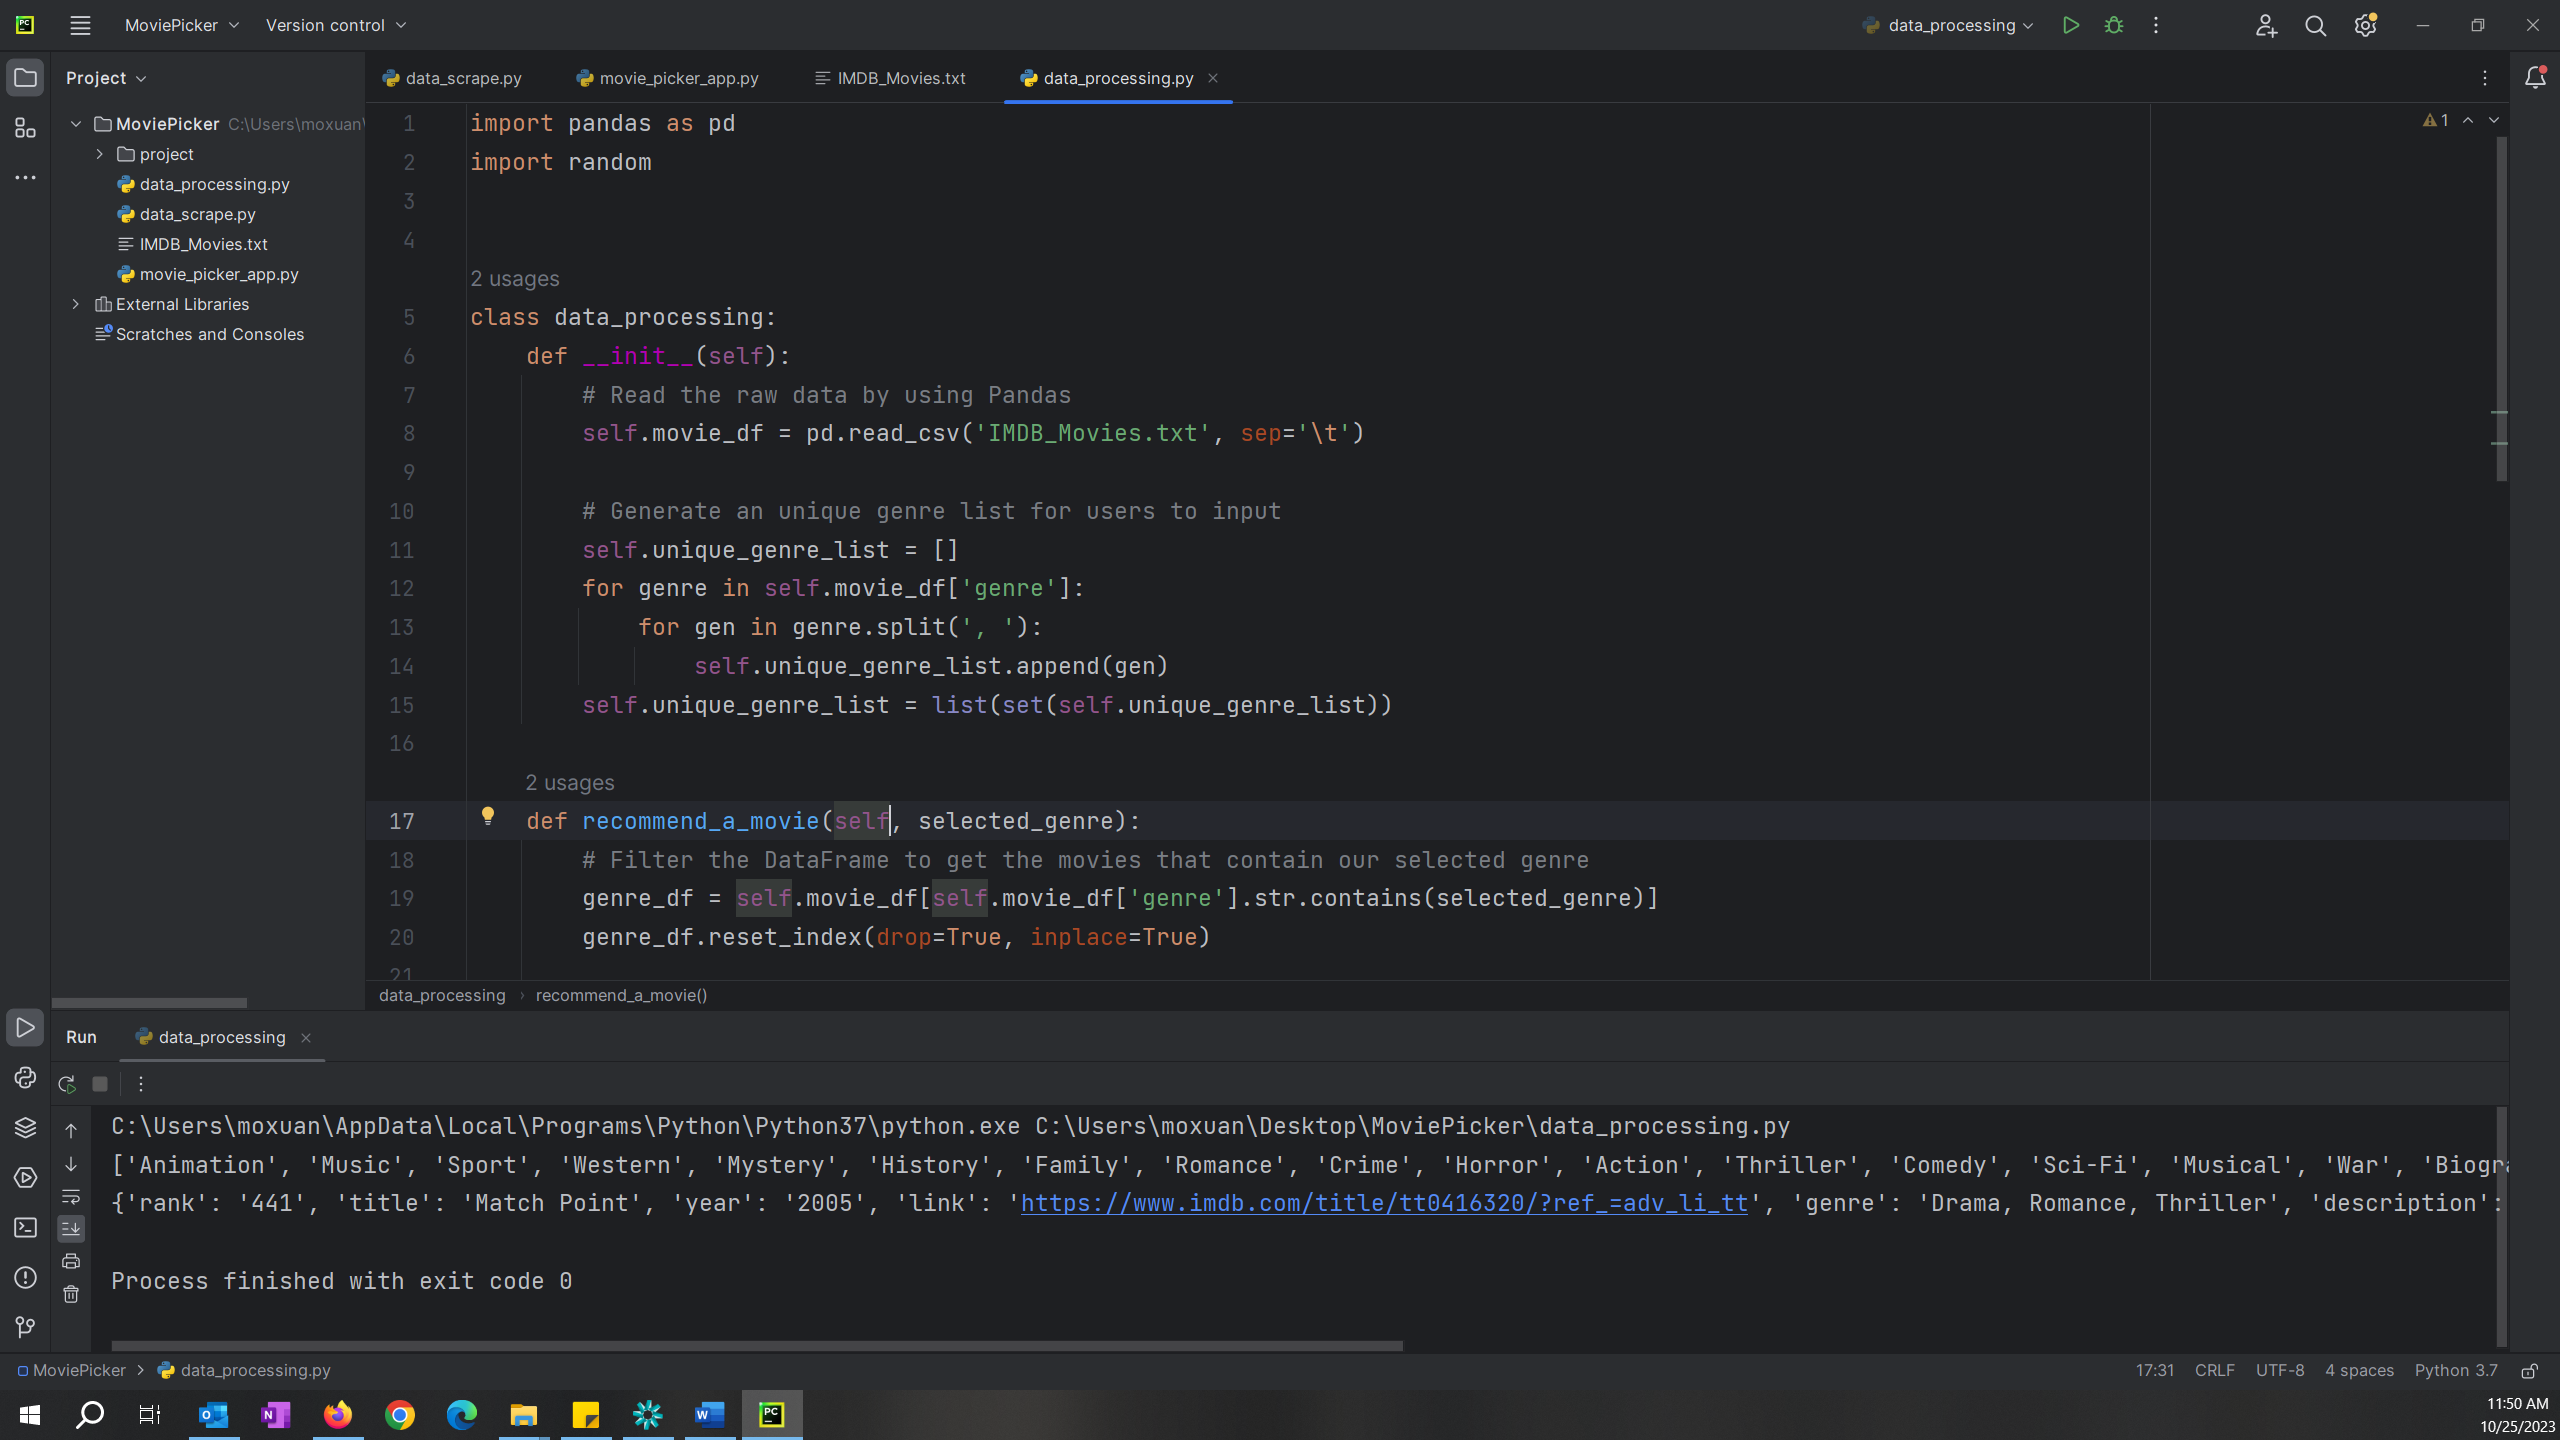 MoviePicker Version control data_processing
Project
data_scrape.py movie_picker_app.py IMDB_Movies.txt data_processing.py
MoviePicker C:\Users\moxuan\
project
data_processing.py
data_scrape.py
IMDB_Movies.txt
movie_picker_app.py
External Libraries
Scratches and Consoles
1
1 import pandas as pd
2 import random
3
4
2 usages
5 class data_processing:
6 def __init__(self):
7 # Read the raw data by using Pandas
8 self.movie_df = pd.read_csv('IMDB_Movies.txt', sep='\t')
9
10 # Generate an unique genre list for users to input
11 self.unique_genre_list = []
12 for genre in self.movie_df['genre']:
13 for gen in genre.split(', '):
14 self.unique_genre_list.append(gen)
15 self.unique_genre_list = list(set(self.unique_genre_list))
16
2 usages
17 def recommend_a_movie(self, selected_genre):
18 # Filter the DataFrame to get the movies that contain our selected genre
19 genre_df = self.movie_df[self.movie_df['genre'].str.contains(selected_genre)]
20 genre_df.reset_index(drop=True, inplace=True)
21
data_processing › recommend_a_movie()
Run data_processing
C:\Users\moxuan\AppData\Local\Programs\Python\Python37\python.exe C:\Users\moxuan\Desktop\MoviePicker\data_processing.py
['Animation', 'Music', 'Sport', 'Western', 'Mystery', 'History', 'Family', 'Romance', 'Crime', 'Horror', 'Action', 'Thriller', 'Comedy', 'Sci-Fi', 'Musical', 'War', 'Biogra
{'rank': '441', 'title': 'Match Point', 'year': '2005', 'link': 'https://www.imdb.com/title/tt0416320/?ref_=adv_li_tt', 'genre': 'Drama, Romance, Thriller', 'description':
Process finished with exit code 0
MoviePicker > data_processing.py
17:31 CRLF UTF-8 4 spaces Python 3.7
11:50 AM
10/25/2023